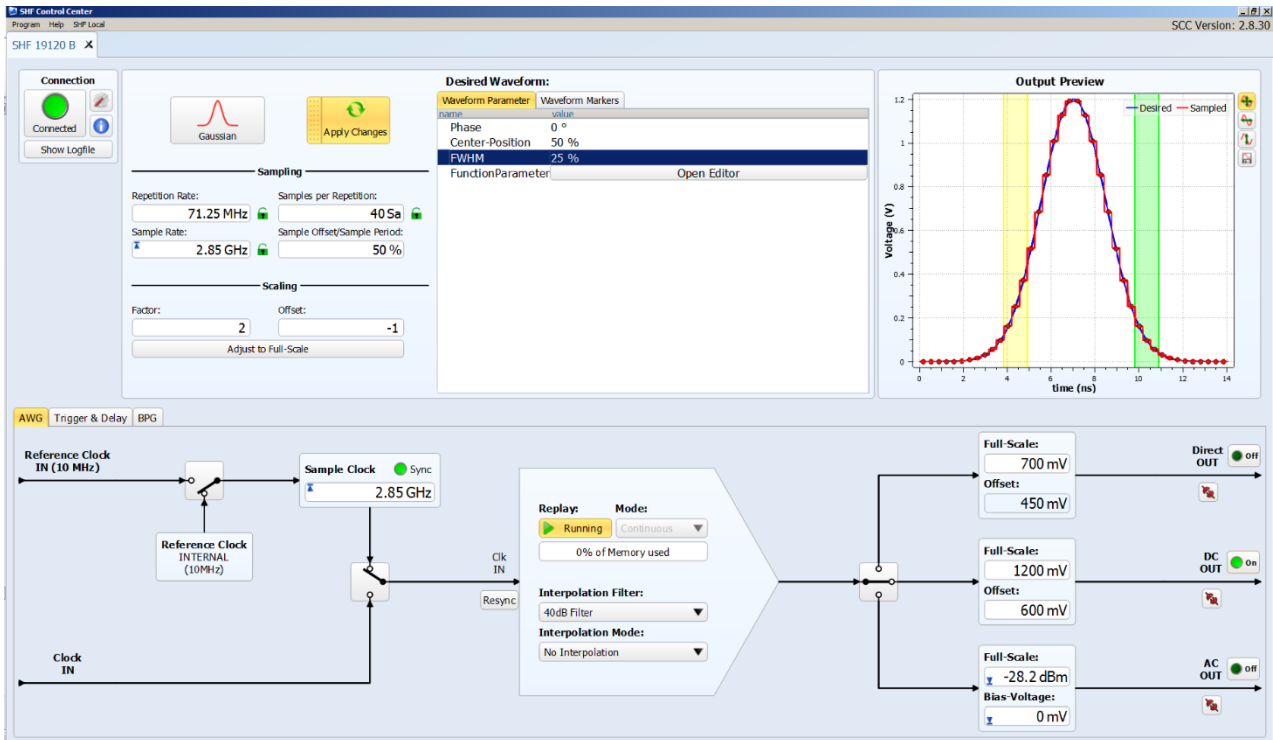 SHF Control Center
Program Help SHF Local
SCC Version: 2.8.30
SHF 19120 B
Connection
Connected
Show Logfile
Gaussian
Apply Changes
Sampling
Repetition Rate:
Samples per Repetition:
71.25 MHz
40 Sa
Sample Rate:
Sample Offset/Sample Period:
2.85 GHz
50 %
Scaling
Factor:
Offset:
2
-1
Adjust to Full-Scale
Desired Waveform:
Waveform Parameter
Waveform Markers
name value
Phase 0 °
Center-Position 50 %
FWHM 25 %
FunctionParameter Open Editor
Output Preview
Desired
Sampled
1.2
1
0.8
0.6
0.4
0.2
0
Voltage (V)
0 2 4 6 8 10 12 14
time (ns)
AWG
Trigger & Delay
BPG
Reference Clock
IN (10 MHz)
Reference Clock
INTERNAL
(10MHz)
Sample Clock
Sync
2.85 GHz
Clock
IN
Clk
IN
Resync
Replay:
Mode:
Running
Continuous
0% of Memory used
Interpolation Filter:
40dB Filter
Interpolation Mode:
No Interpolation
Full-Scale:
700 mV
Offset:
450 mV
Direct
OUT
Off
Full-Scale:
1200 mV
Offset:
600 mV
DC
OUT
On
Full-Scale:
-28.2 dBm
Bias-Voltage:
0 mV
AC
OUT
Off